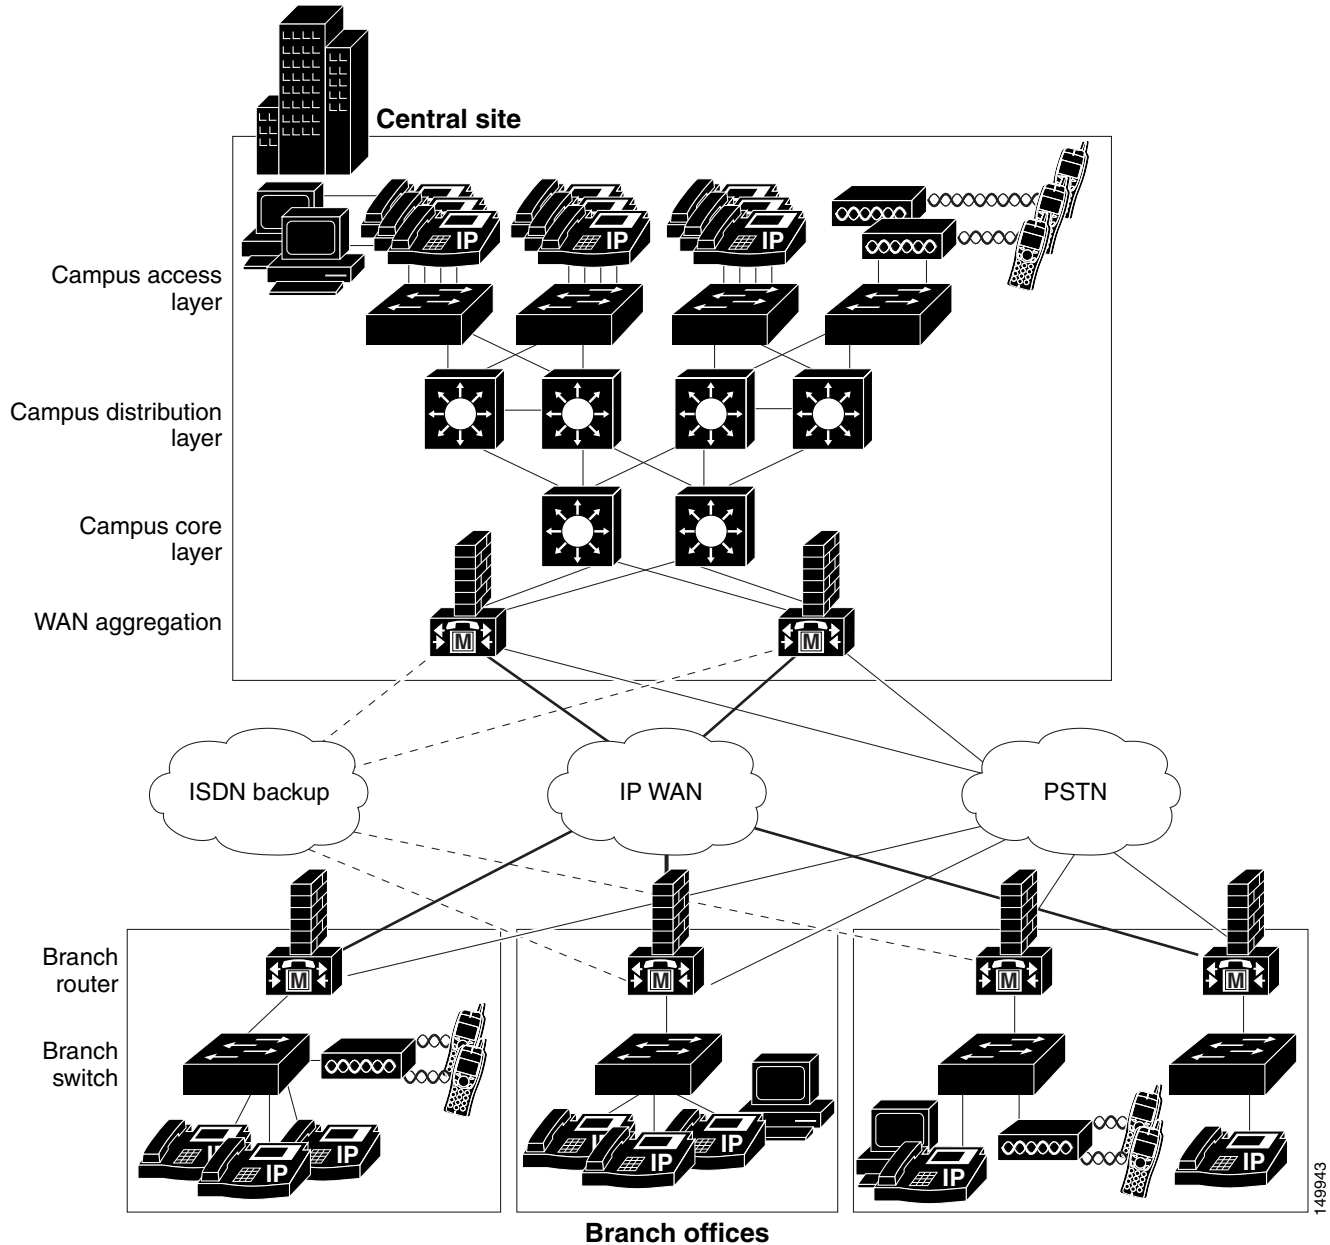 Central site
IP
IP
IP
Campus access
layer
Campus distribution
layer
Campus core
layer
WAN aggregation
M
M
ISDN backup
IP WAN
PSTN
Branch
router
M
M
M
M
Branch
switch
IP
IP
IP
IP
IP
IP
IP
IP
149943
Branch offices